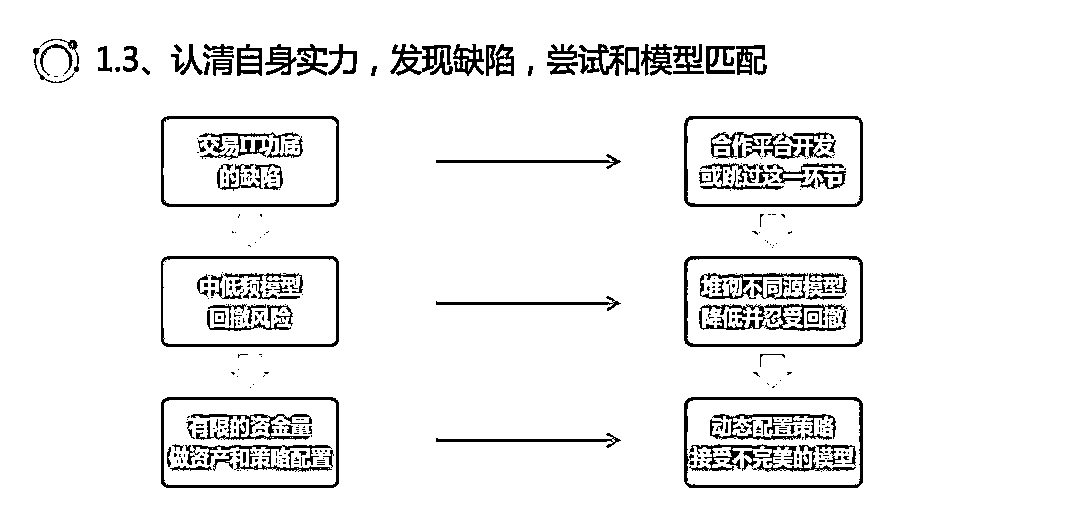 1.3、认清自身实力，发现缺陷，尝试和模型匹配
交易IT功底
的缺陷
合作平台开发
或跳过这一环节
中低频模型
回撤风险
堆砌不同源模型
降低并忍受回撤
有限的资金量
做资产和策略配置
动态配置策略
接受不完美的模型